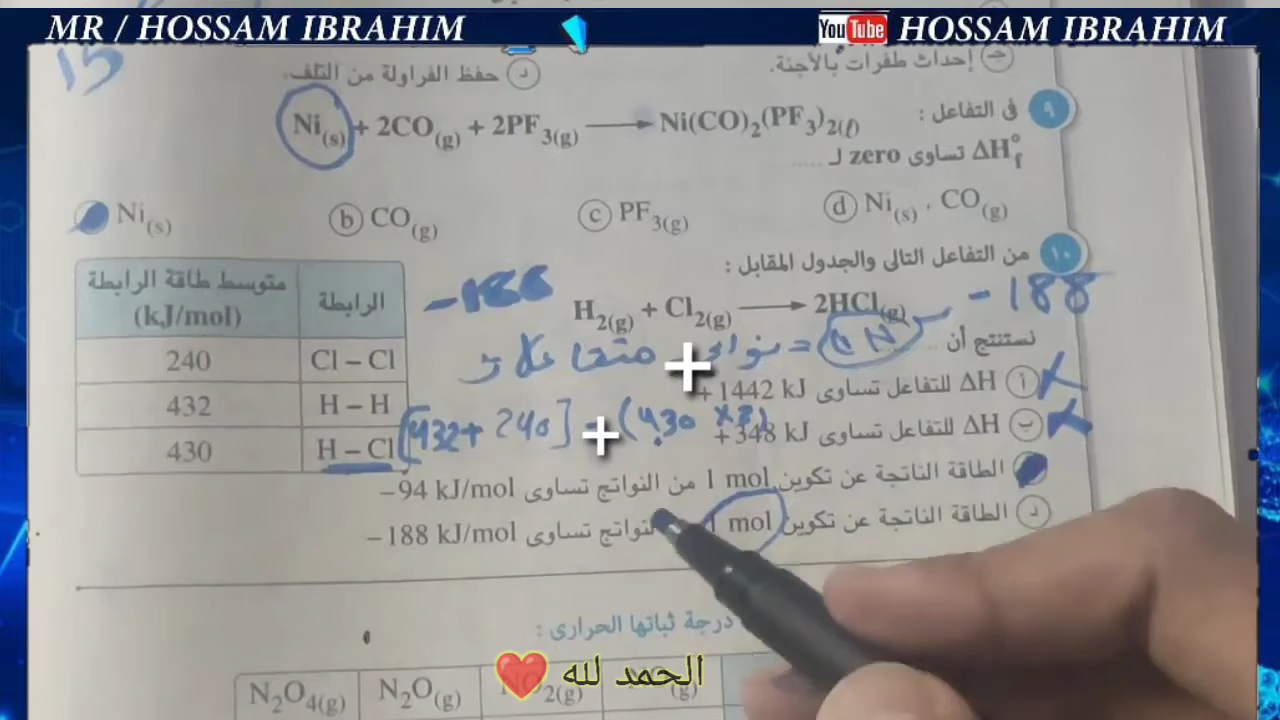 MR / HOSSAM IBRAHIM
YouTube HOSSAM IBRAHIM
15
جـ إحداث طفرات بالأجنة.
د حفظ الفراولة من التلف.
٩ فى التفاعل :
Ni(s) + 2CO(g) + 2PF3(g) ⟶ Ni(CO)2(PF3)2(ℓ)
ΔH°f تساوى zero لـ ........
Ni(s)
b CO(g)
c PF3(g)
d Ni(s) ، CO(g)
١٠ من التفاعل التالى والجدول المقابل :
H2(g) + Cl2(g) ⟶ 2HCl(g)
-188
-188
نستنتج أن
أ ΔH للتفاعل تساوى +1442 kJ
ب ΔH للتفاعل تساوى +348 kJ
[432 + 240] + (430 × 2)
الطاقة الناتجة عن تكوين 1 mol من النواتج تساوى −94 kJ/mol
د الطاقة الناتجة عن تكوين 1 mol النواتج تساوى −188 kJ/mol
الرابطة متوسط طاقة الرابطة (kJ/mol)
Cl – Cl 240
H – H 432
H – Cl 430
درجة ثباتها الحرارى :
N2O4(g) N2O(g) NO2(g) (g)
الحمد لله ❤️